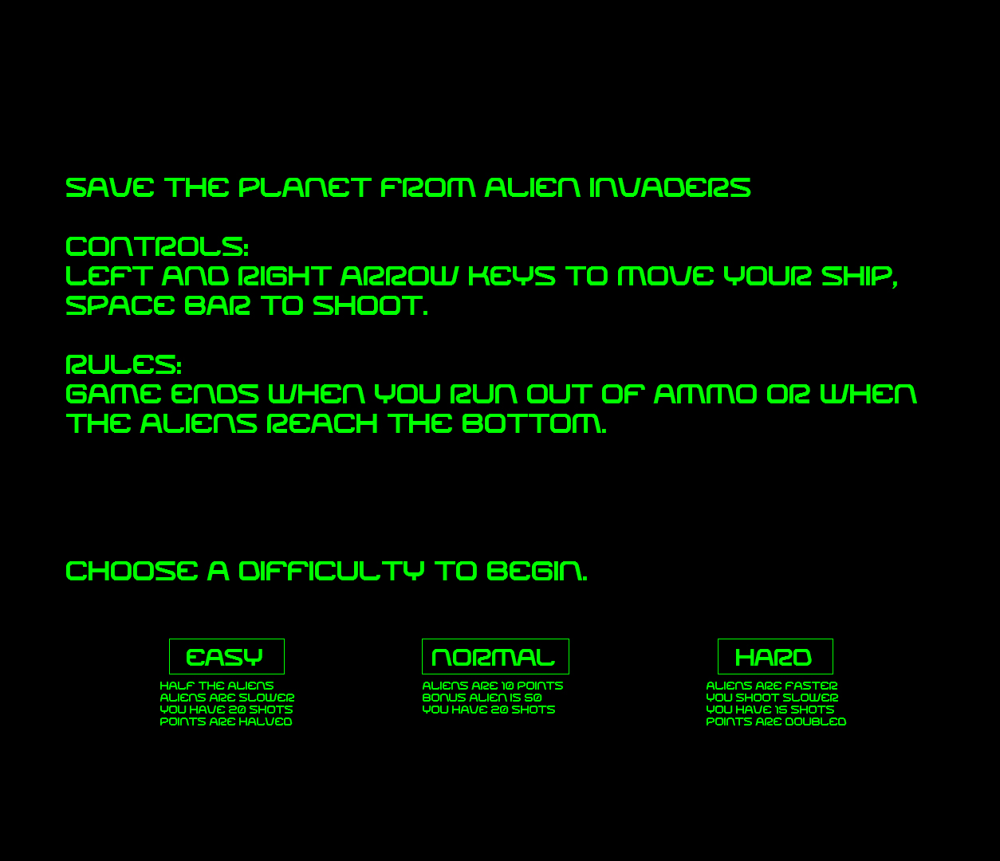 SAVE THE PLANET FROM ALIEN INVADERS
CONTROLS:
LEFT AND RIGHT ARROW KEYS TO MOVE YOUR SHIP,
SPACE BAR TO SHOOT.
RULES:
GAME ENDS WHEN YOU RUN OUT OF AMMO OR WHEN
THE ALIENS REACH THE BOTTOM.
CHOOSE A DIFFICULTY TO BEGIN.
EASY
HALF THE ALIENS
ALIENS ARE SLOWER
YOU HAVE 20 SHOTS
POINTS ARE HALVED
NORMAL
ALIENS ARE 10 POINTS
BONUS ALIEN IS 50
YOU HAVE 20 SHOTS
HARD
ALIENS ARE FASTER
YOU SHOOT SLOWER
YOU HAVE 15 SHOTS
POINTS ARE DOUBLED